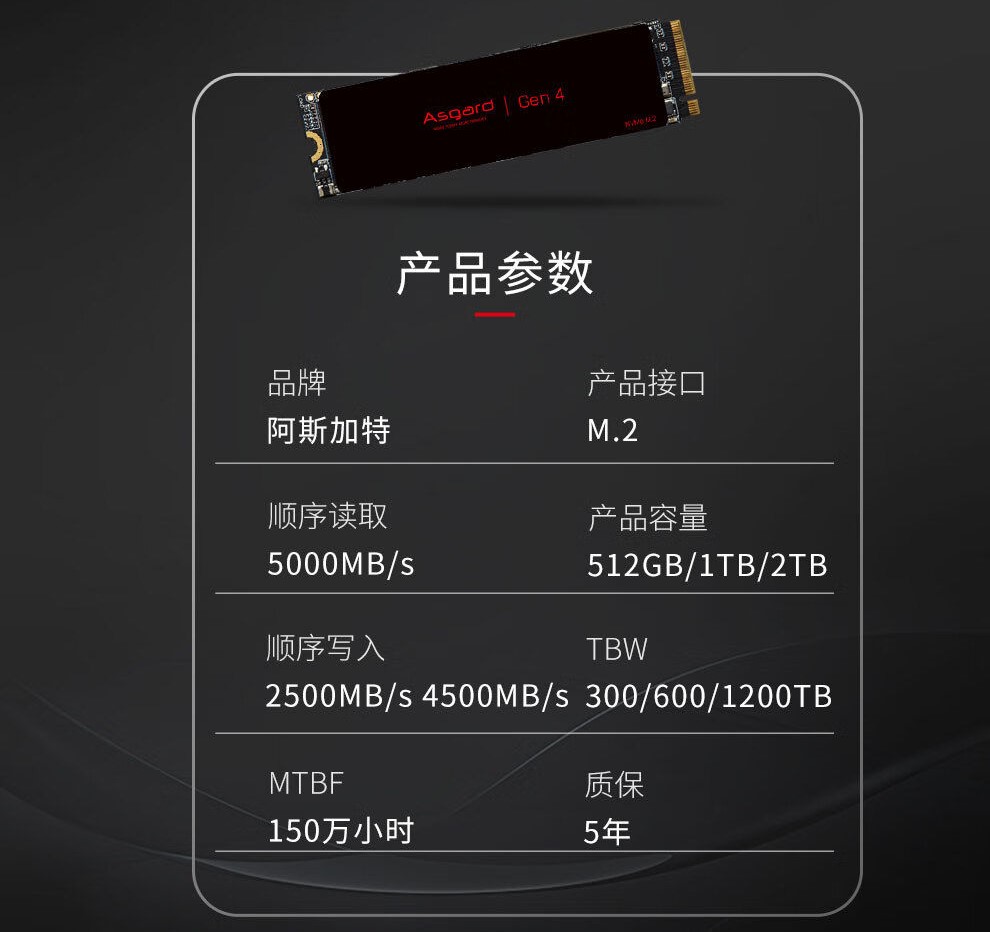 Asgard | Gen 4
NVMe M.2
产品参数
品牌
阿斯加特
产品接口
M.2
顺序读取
5000MB/s
产品容量
512GB/1TB/2TB
顺序写入
2500MB/s 4500MB/s
TBW
300/600/1200TB
MTBF
150万小时
质保
5年